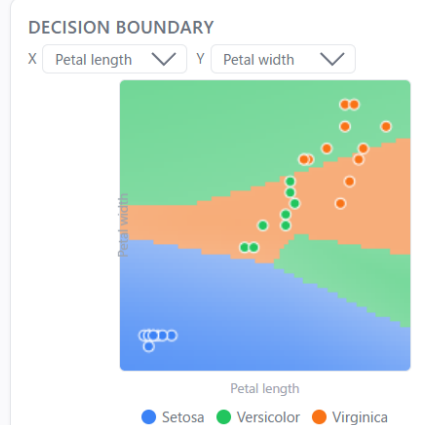 DECISION BOUNDARY
X Petal length Y Petal width
Petal width
Petal length
Setosa Versicolor Virginica